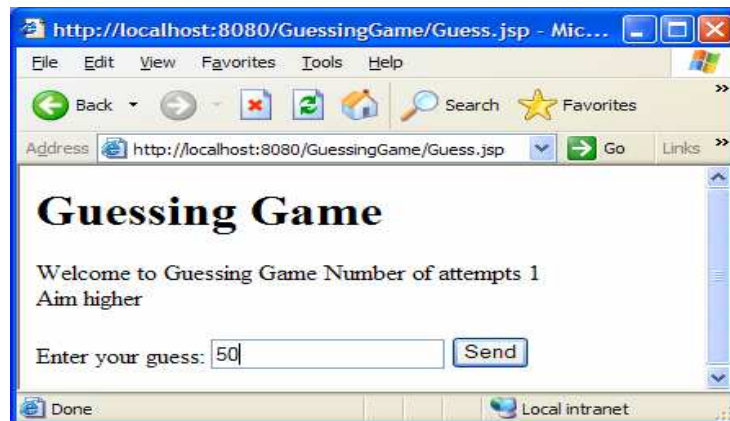 http://localhost:8080/GuessingGame/Guess.jsp - Mic...
File Edit View Favorites Tools Help
Back Search Favorites »
Address http://localhost:8080/GuessingGame/Guess.jsp Go Links »
Guessing Game
Welcome to Guessing Game Number of attempts 1
Aim higher
Enter your guess: 50 Send
Done Local intranet